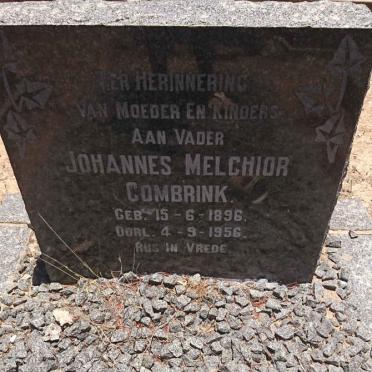 TER HERINNERING
VAN MOEDER EN KINDERS
AAN VADER
JOHANNES MELCHIOR
COMBRINK.
GEB. 15-6-1896.
OORL. 4-9-1956.
RUS IN VREDE